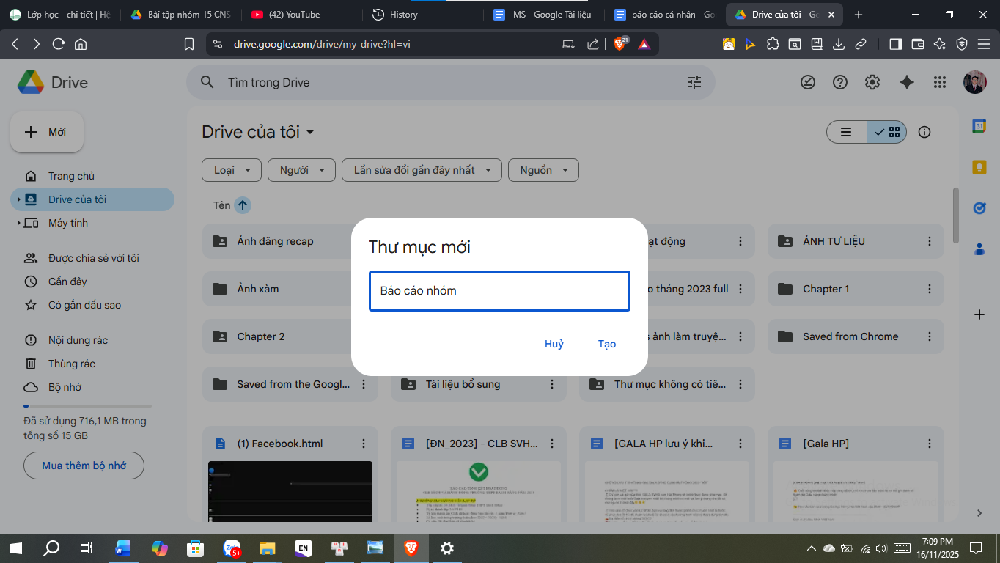 Lớp học - chi tiết | Hệ
Bài tập nhóm 15 CNS
(42) YouTube
History
IMS - Google Tài liệu
báo cáo cá nhân - Go
Drive của tôi - Go
drive.google.com/drive/my-drive?hl=vi
21
Drive
Tìm trong Drive
Mới
Trang chủ
Drive của tôi
Máy tính
Được chia sẻ với tôi
Gần đây
Có gắn dấu sao
Nội dung rác
Thùng rác
Bộ nhớ
Đã sử dụng 716,1 MB trong
tổng số 15 GB
Mua thêm bộ nhớ
Drive của tôi
Loại
Người
Lần sửa đổi gần đây nhất
Nguồn
Tên
Ảnh đăng recap
ạt động
ẢNH TƯ LIỆU
Ảnh xàm
o tháng 2023 full
Chapter 1
Chapter 2
s ảnh làm truyệ...
Saved from Chrome
Saved from the Googl...
Tài liệu bổ sung
Thư mục không có tiê...
Thư mục mới
Báo cáo nhóm
Huỷ
Tạo
(1) Facebook.html
[ĐN_2023] - CLB SVH...
[GALA HP lưu ý khi...
[Gala HP]
31
5+
EN
7:09 PM
16/11/2025